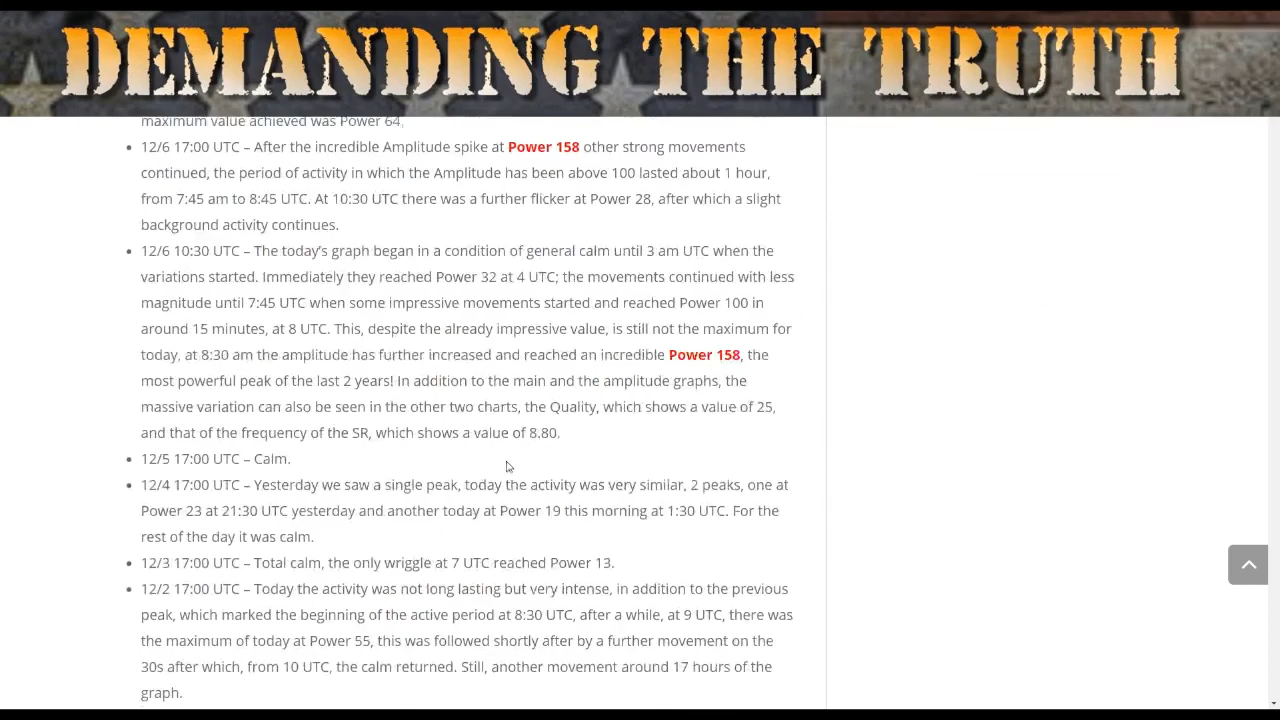 DEMANDING THE TRUTH
maximum value achieved was Power 64.
12/6 17:00 UTC – After the incredible Amplitude spike at Power 158 other strong movements
continued, the period of activity in which the Amplitude has been above 100 lasted about 1 hour,
from 7:45 am to 8:45 UTC. At 10:30 UTC there was a further flicker at Power 28, after which a slight
background activity continues.
12/6 10:30 UTC – The today’s graph began in a condition of general calm until 3 am UTC when the
variations started. Immediately they reached Power 32 at 4 UTC; the movements continued with less
magnitude until 7:45 UTC when some impressive movements started and reached Power 100 in
around 15 minutes, at 8 UTC. This, despite the already impressive value, is still not the maximum for
today, at 8:30 am the amplitude has further increased and reached an incredible Power 158, the
most powerful peak of the last 2 years! In addition to the main and the amplitude graphs, the
massive variation can also be seen in the other two charts, the Quality, which shows a value of 25,
and that of the frequency of the SR, which shows a value of 8.80.
12/5 17:00 UTC – Calm.
12/4 17:00 UTC – Yesterday we saw a single peak, today the activity was very similar, 2 peaks, one at
Power 23 at 21:30 UTC yesterday and another today at Power 19 this morning at 1:30 UTC. For the
rest of the day it was calm.
12/3 17:00 UTC – Total calm, the only wriggle at 7 UTC reached Power 13.
12/2 17:00 UTC – Today the activity was not long lasting but very intense, in addition to the previous
peak, which marked the beginning of the active period at 8:30 UTC, after a while, at 9 UTC, there was
the maximum of today at Power 55, this was followed shortly after by a further movement on the
30s after which, from 10 UTC, the calm returned. Still, another movement around 17 hours of the
graph.